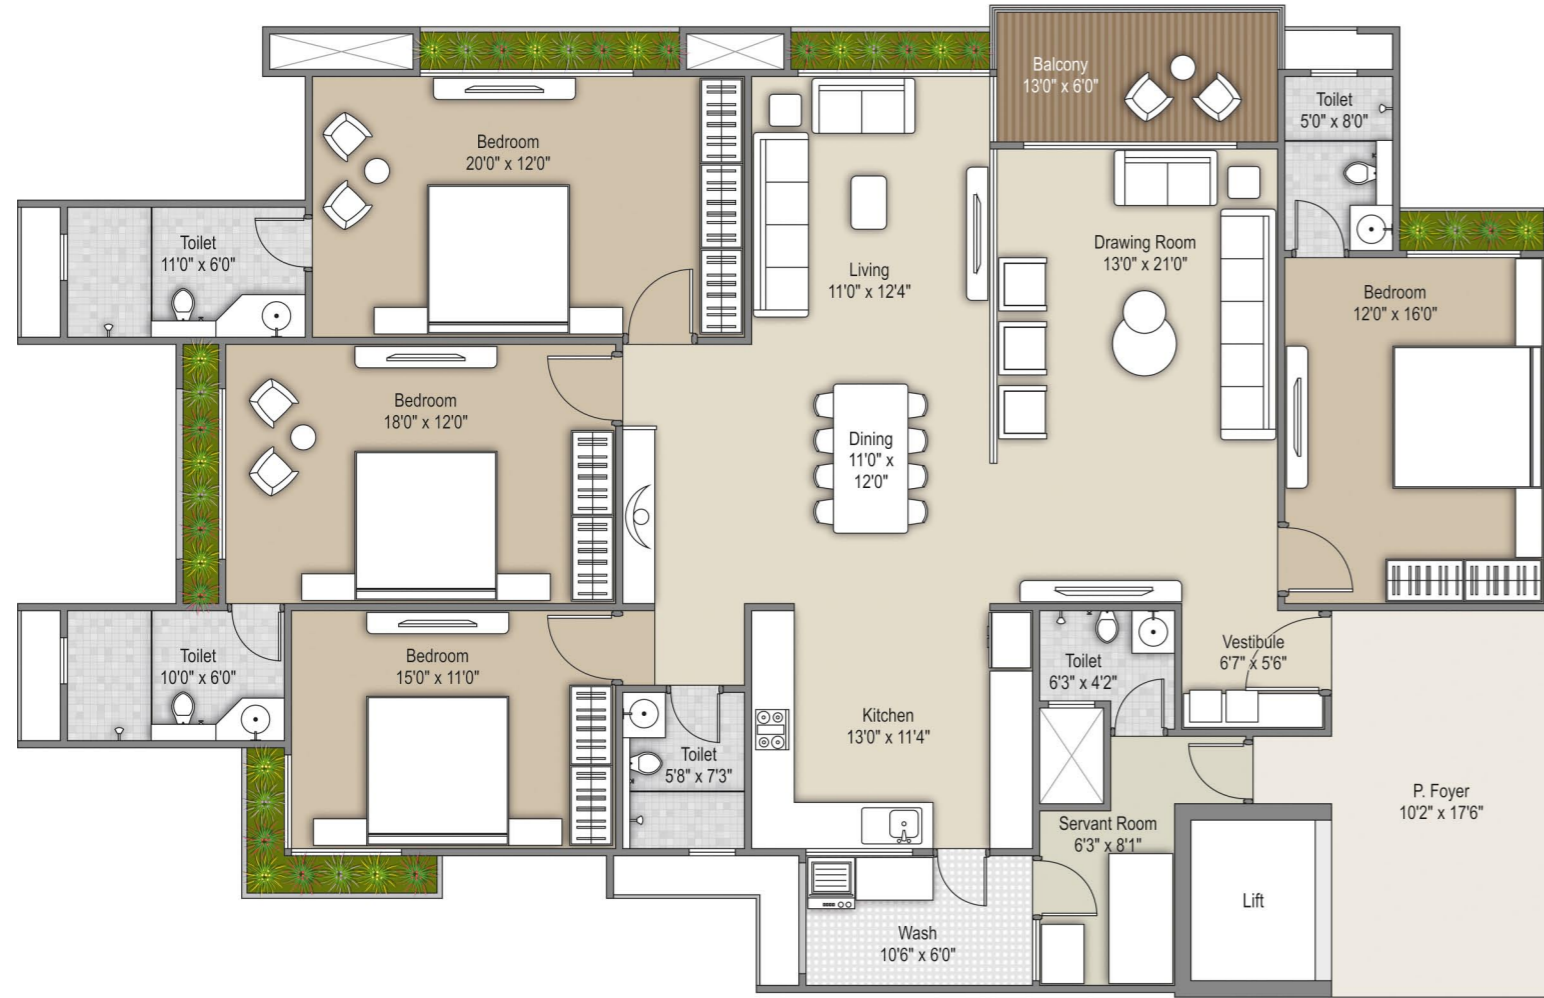 Balcony
13'0" x 6'0"
Toilet
5'0" x 8'0"
Bedroom
20'0" x 12'0"
Toilet
11'0" x 6'0"
Living
11'0" x 12'4"
Drawing Room
13'0" x 21'0"
Bedroom
12'0" x 16'0"
Bedroom
18'0" x 12'0"
Dining
11'0" x
12'0"
Toilet
10'0" x 6'0"
Bedroom
15'0" x 11'0"
Toilet
6'3" x 4'2"
Vestibule
6'7" x 5'6"
Kitchen
13'0" x 11'4"
Toilet
5'8" x 7'3"
P. Foyer
10'2" x 17'6"
Servant Room
6'3" x 8'1"
Lift
Wash
10'6" x 6'0"